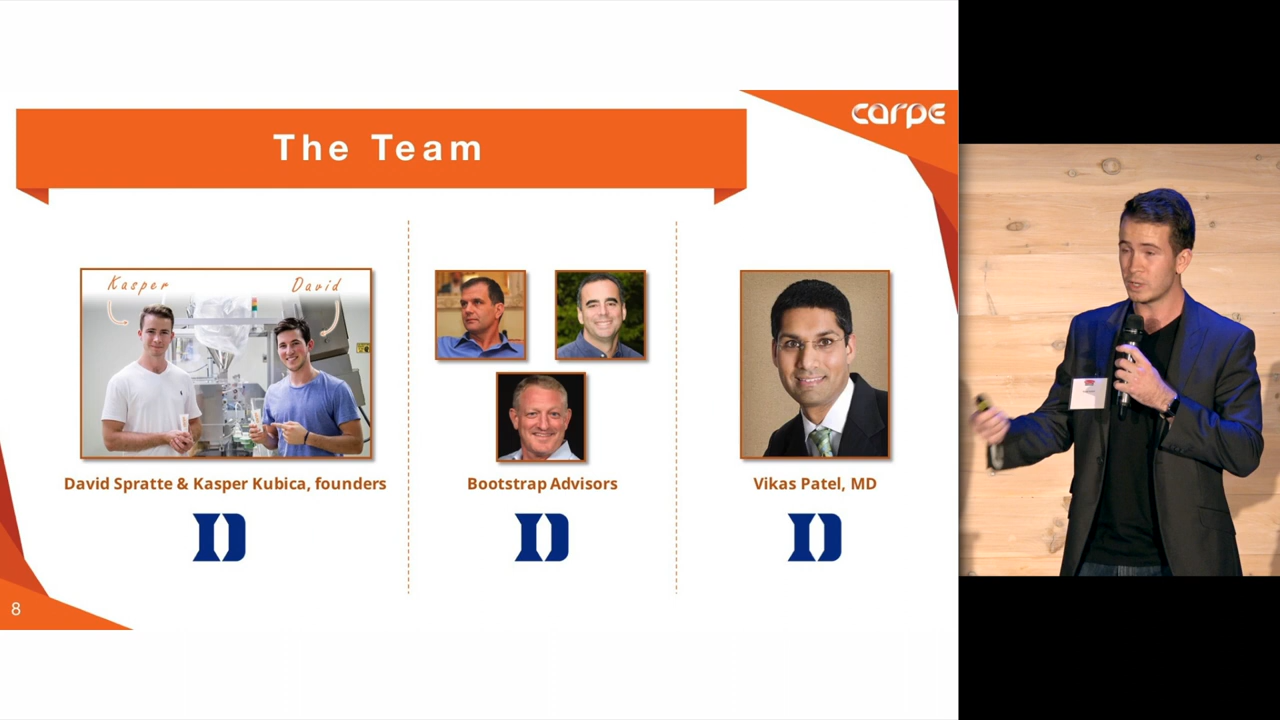 carpe
The Team
Kasper
David
David Spratte & Kasper Kubica, founders
Bootstrap Advisors
Vikas Patel, MD
D
D
D
8